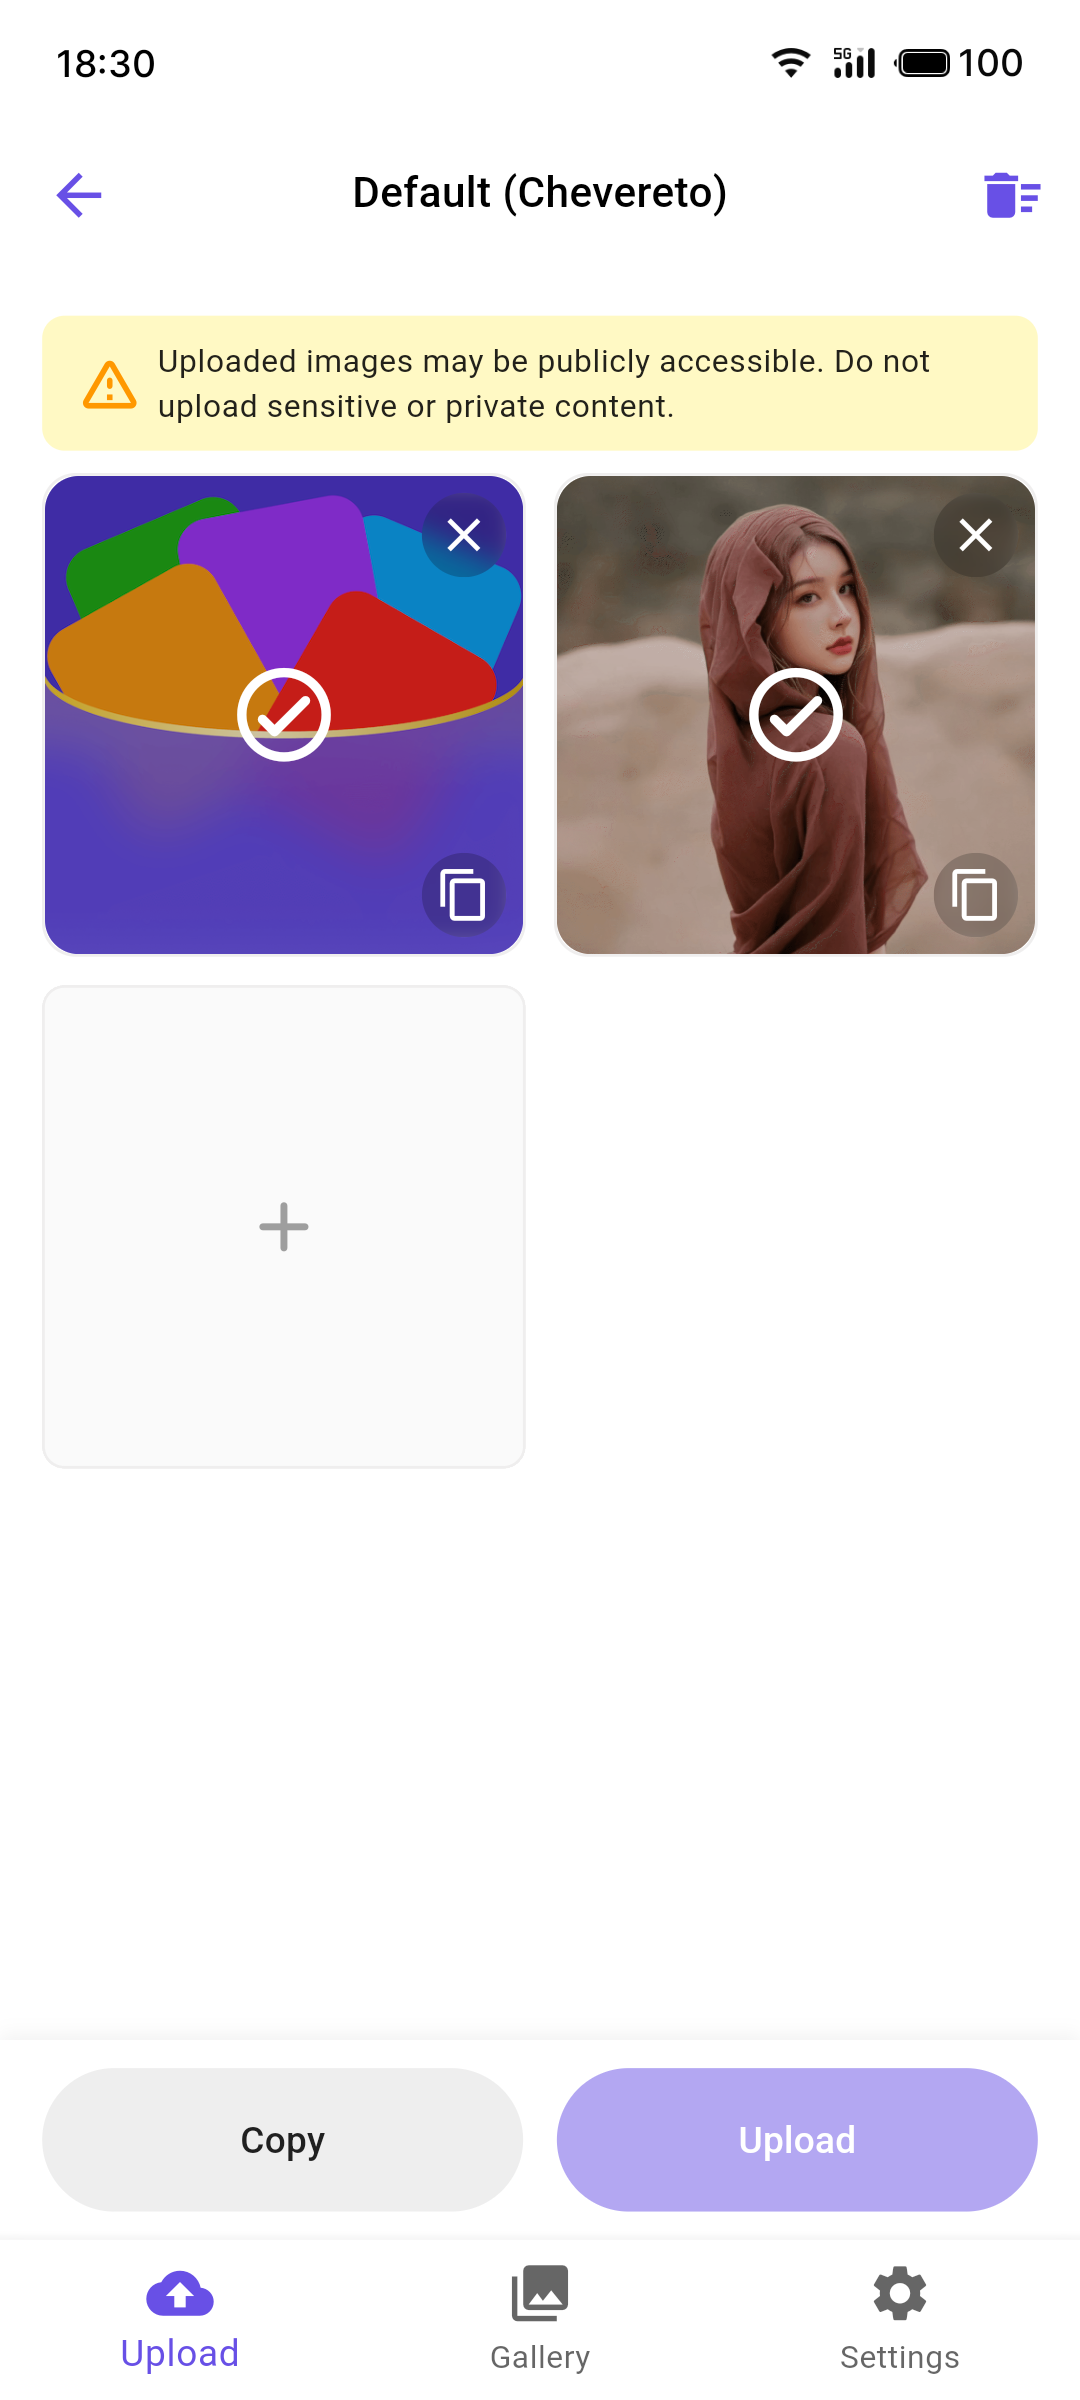 18:30
5G
100
Default (Chevereto)
Uploaded images may be publicly accessible. Do not
upload sensitive or private content.
Copy
Upload
Upload
Gallery
Settings